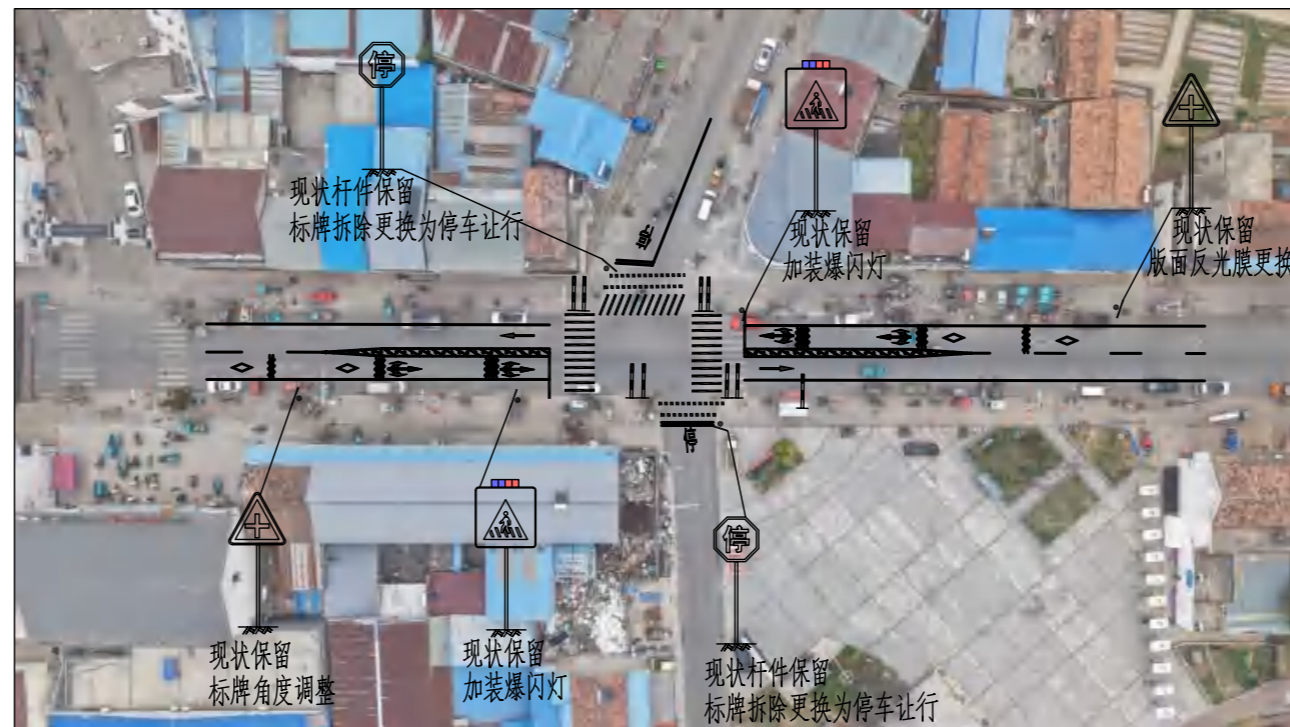 停
现状杆件保留
标牌拆除更换为停车让行
现状保留
加装爆闪灯
现状保留
版面反光膜更换
停
停
停
现状保留
标牌角度调整
现状保留
加装爆闪灯
现状杆件保留
标牌拆除更换为停车让行